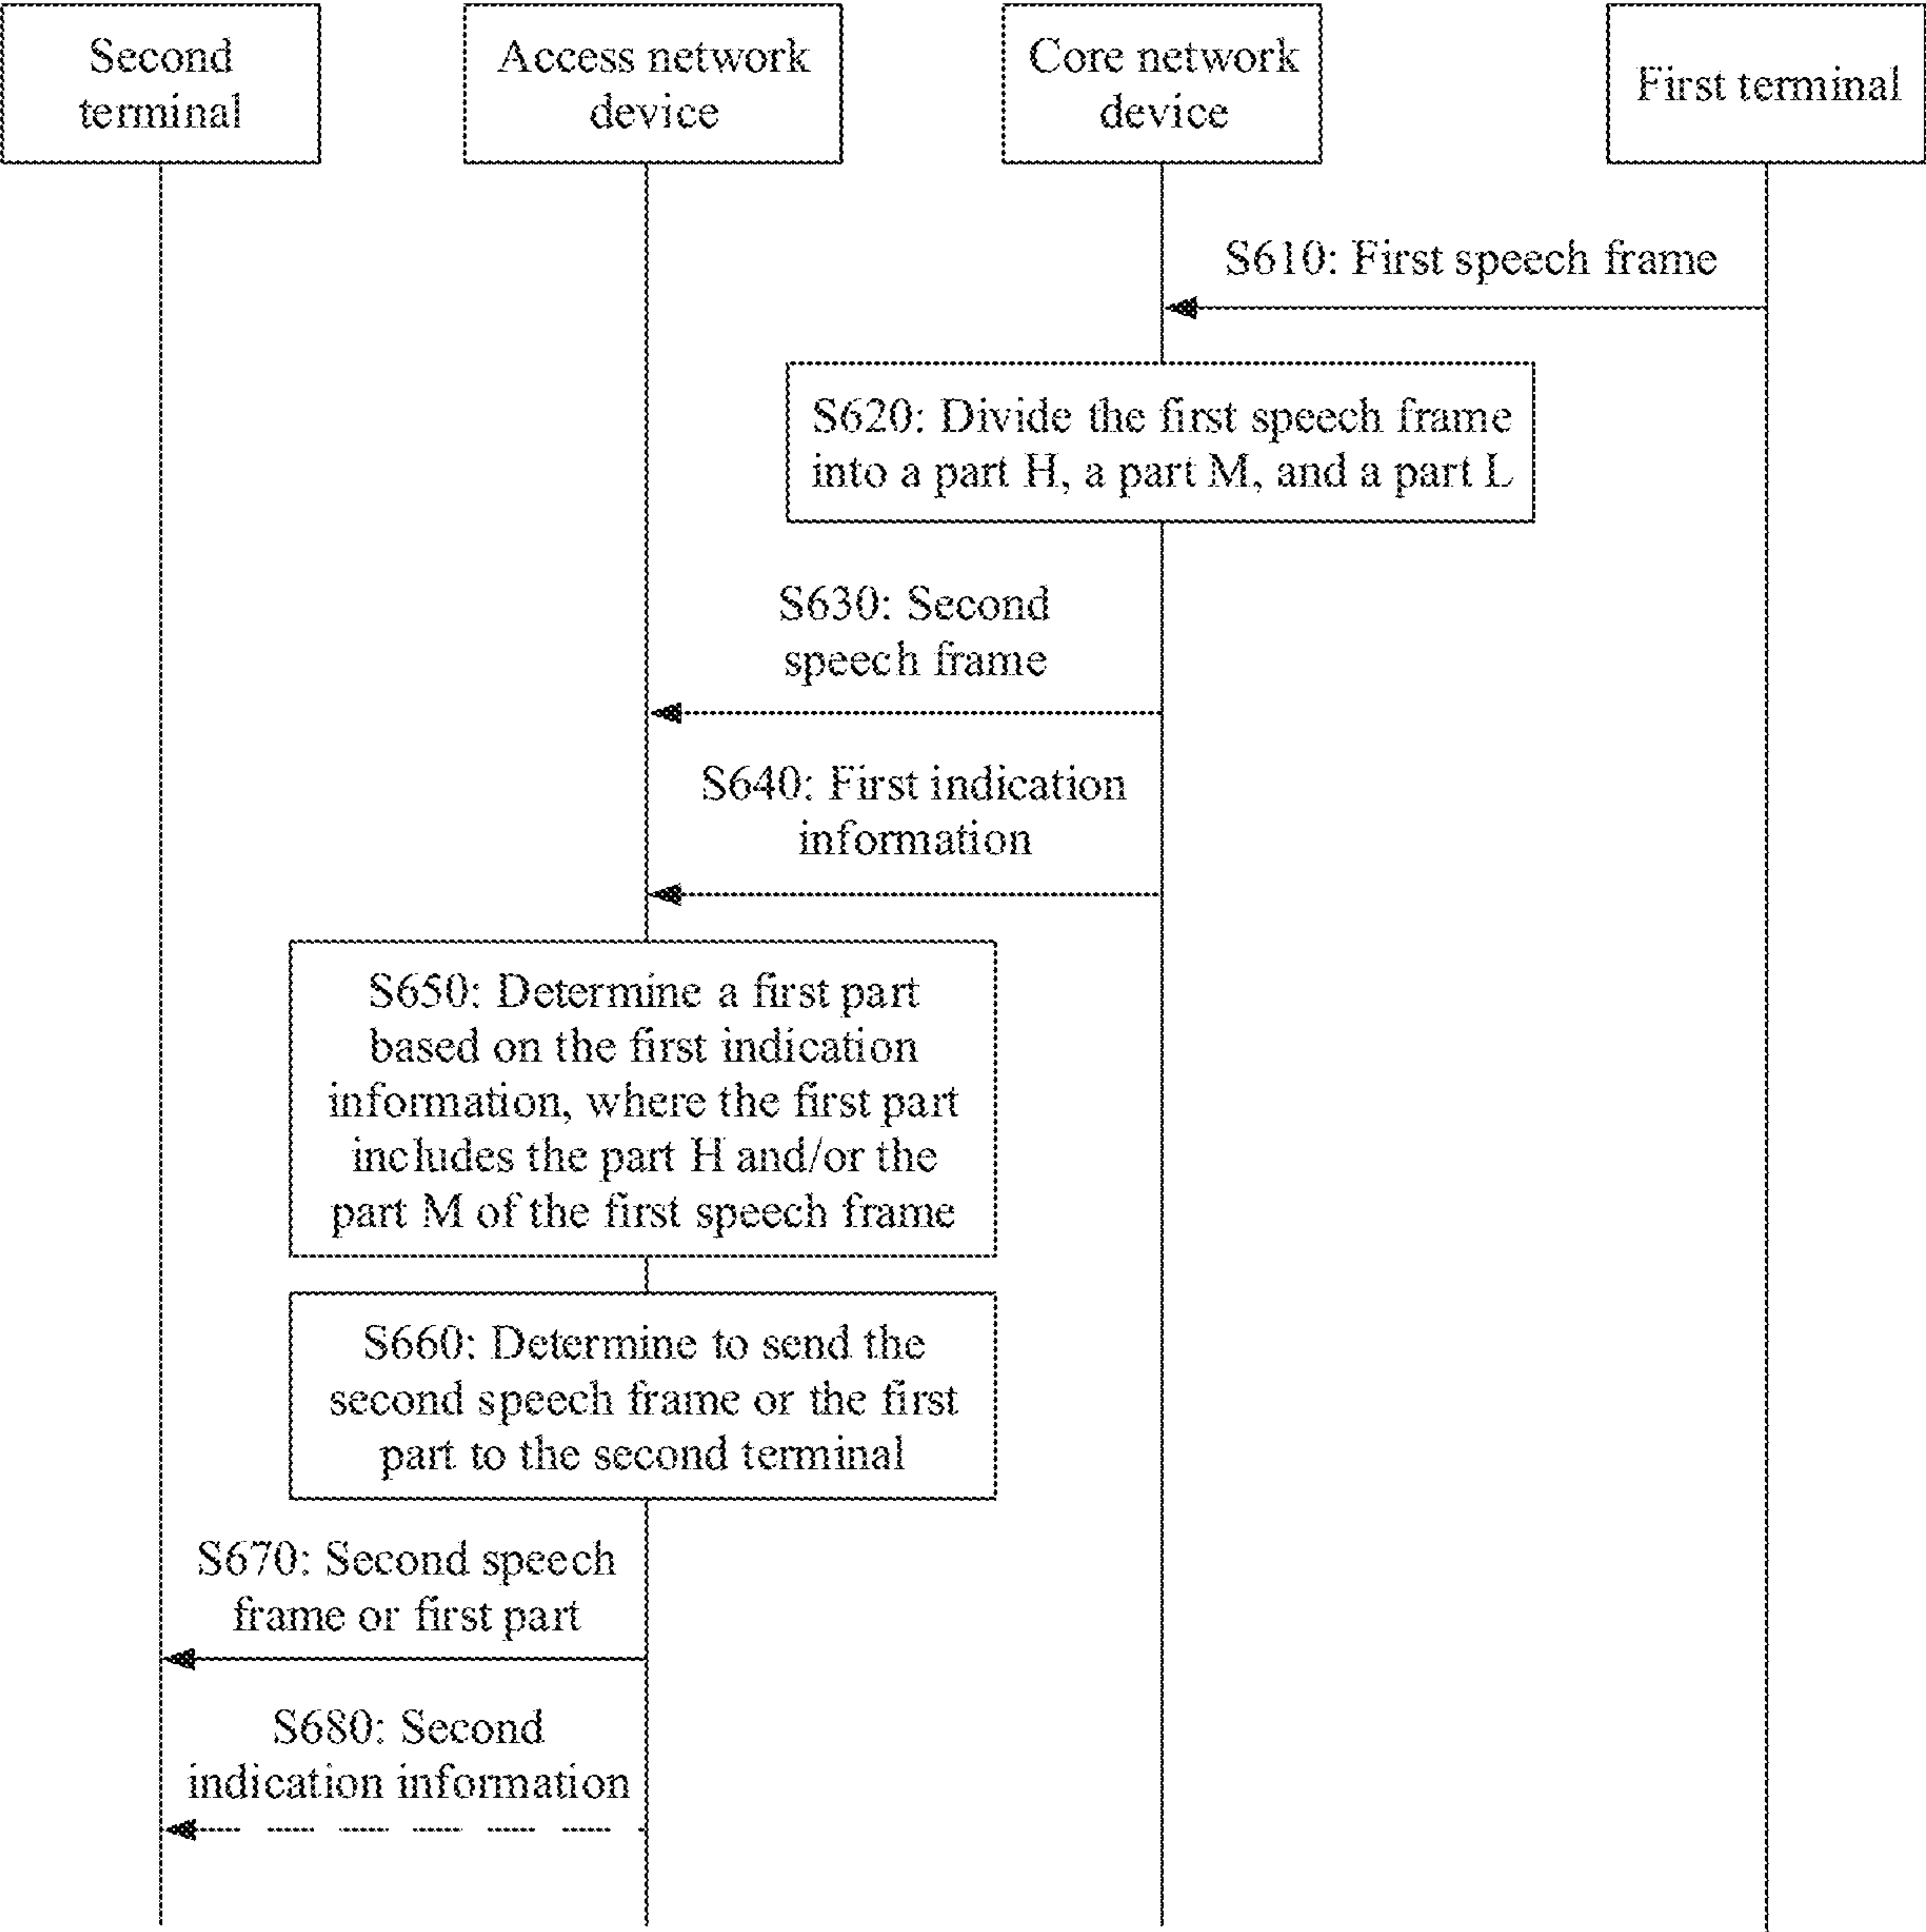 Second
terminal
Access network
device
Core network
device
First terminal
S610: First speech frame
S620: Divide the first speech frame
into a part H, a part M, and a part L
S630: Second
speech frame
S640: First indication
information
S650: Determine a first part
based on the first indication
information, where the first part
includes the part H and/or the
part M of the first speech frame
S660: Determine to send the
second speech frame or the first
part to the second terminal
S670: Second speech
frame or first part
S680: Second
indication information